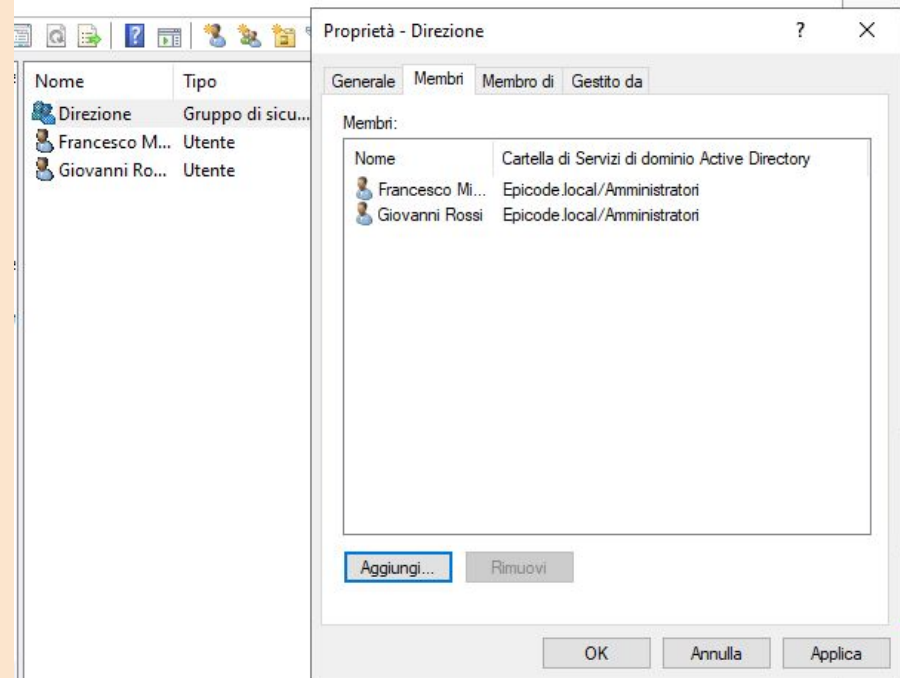 Proprietà - Direzione
?
Nome Tipo
Direzione Gruppo di sicu...
Francesco M... Utente
Giovanni Ro... Utente
Generale Membri Membro di Gestito da
Membri:
Nome Cartella di Servizi di dominio Active Directory
Francesco Mi... Epicode.local/Amministratori
Giovanni Rossi Epicode.local/Amministratori
Aggiungi... Rimuovi
OK Annulla Applica